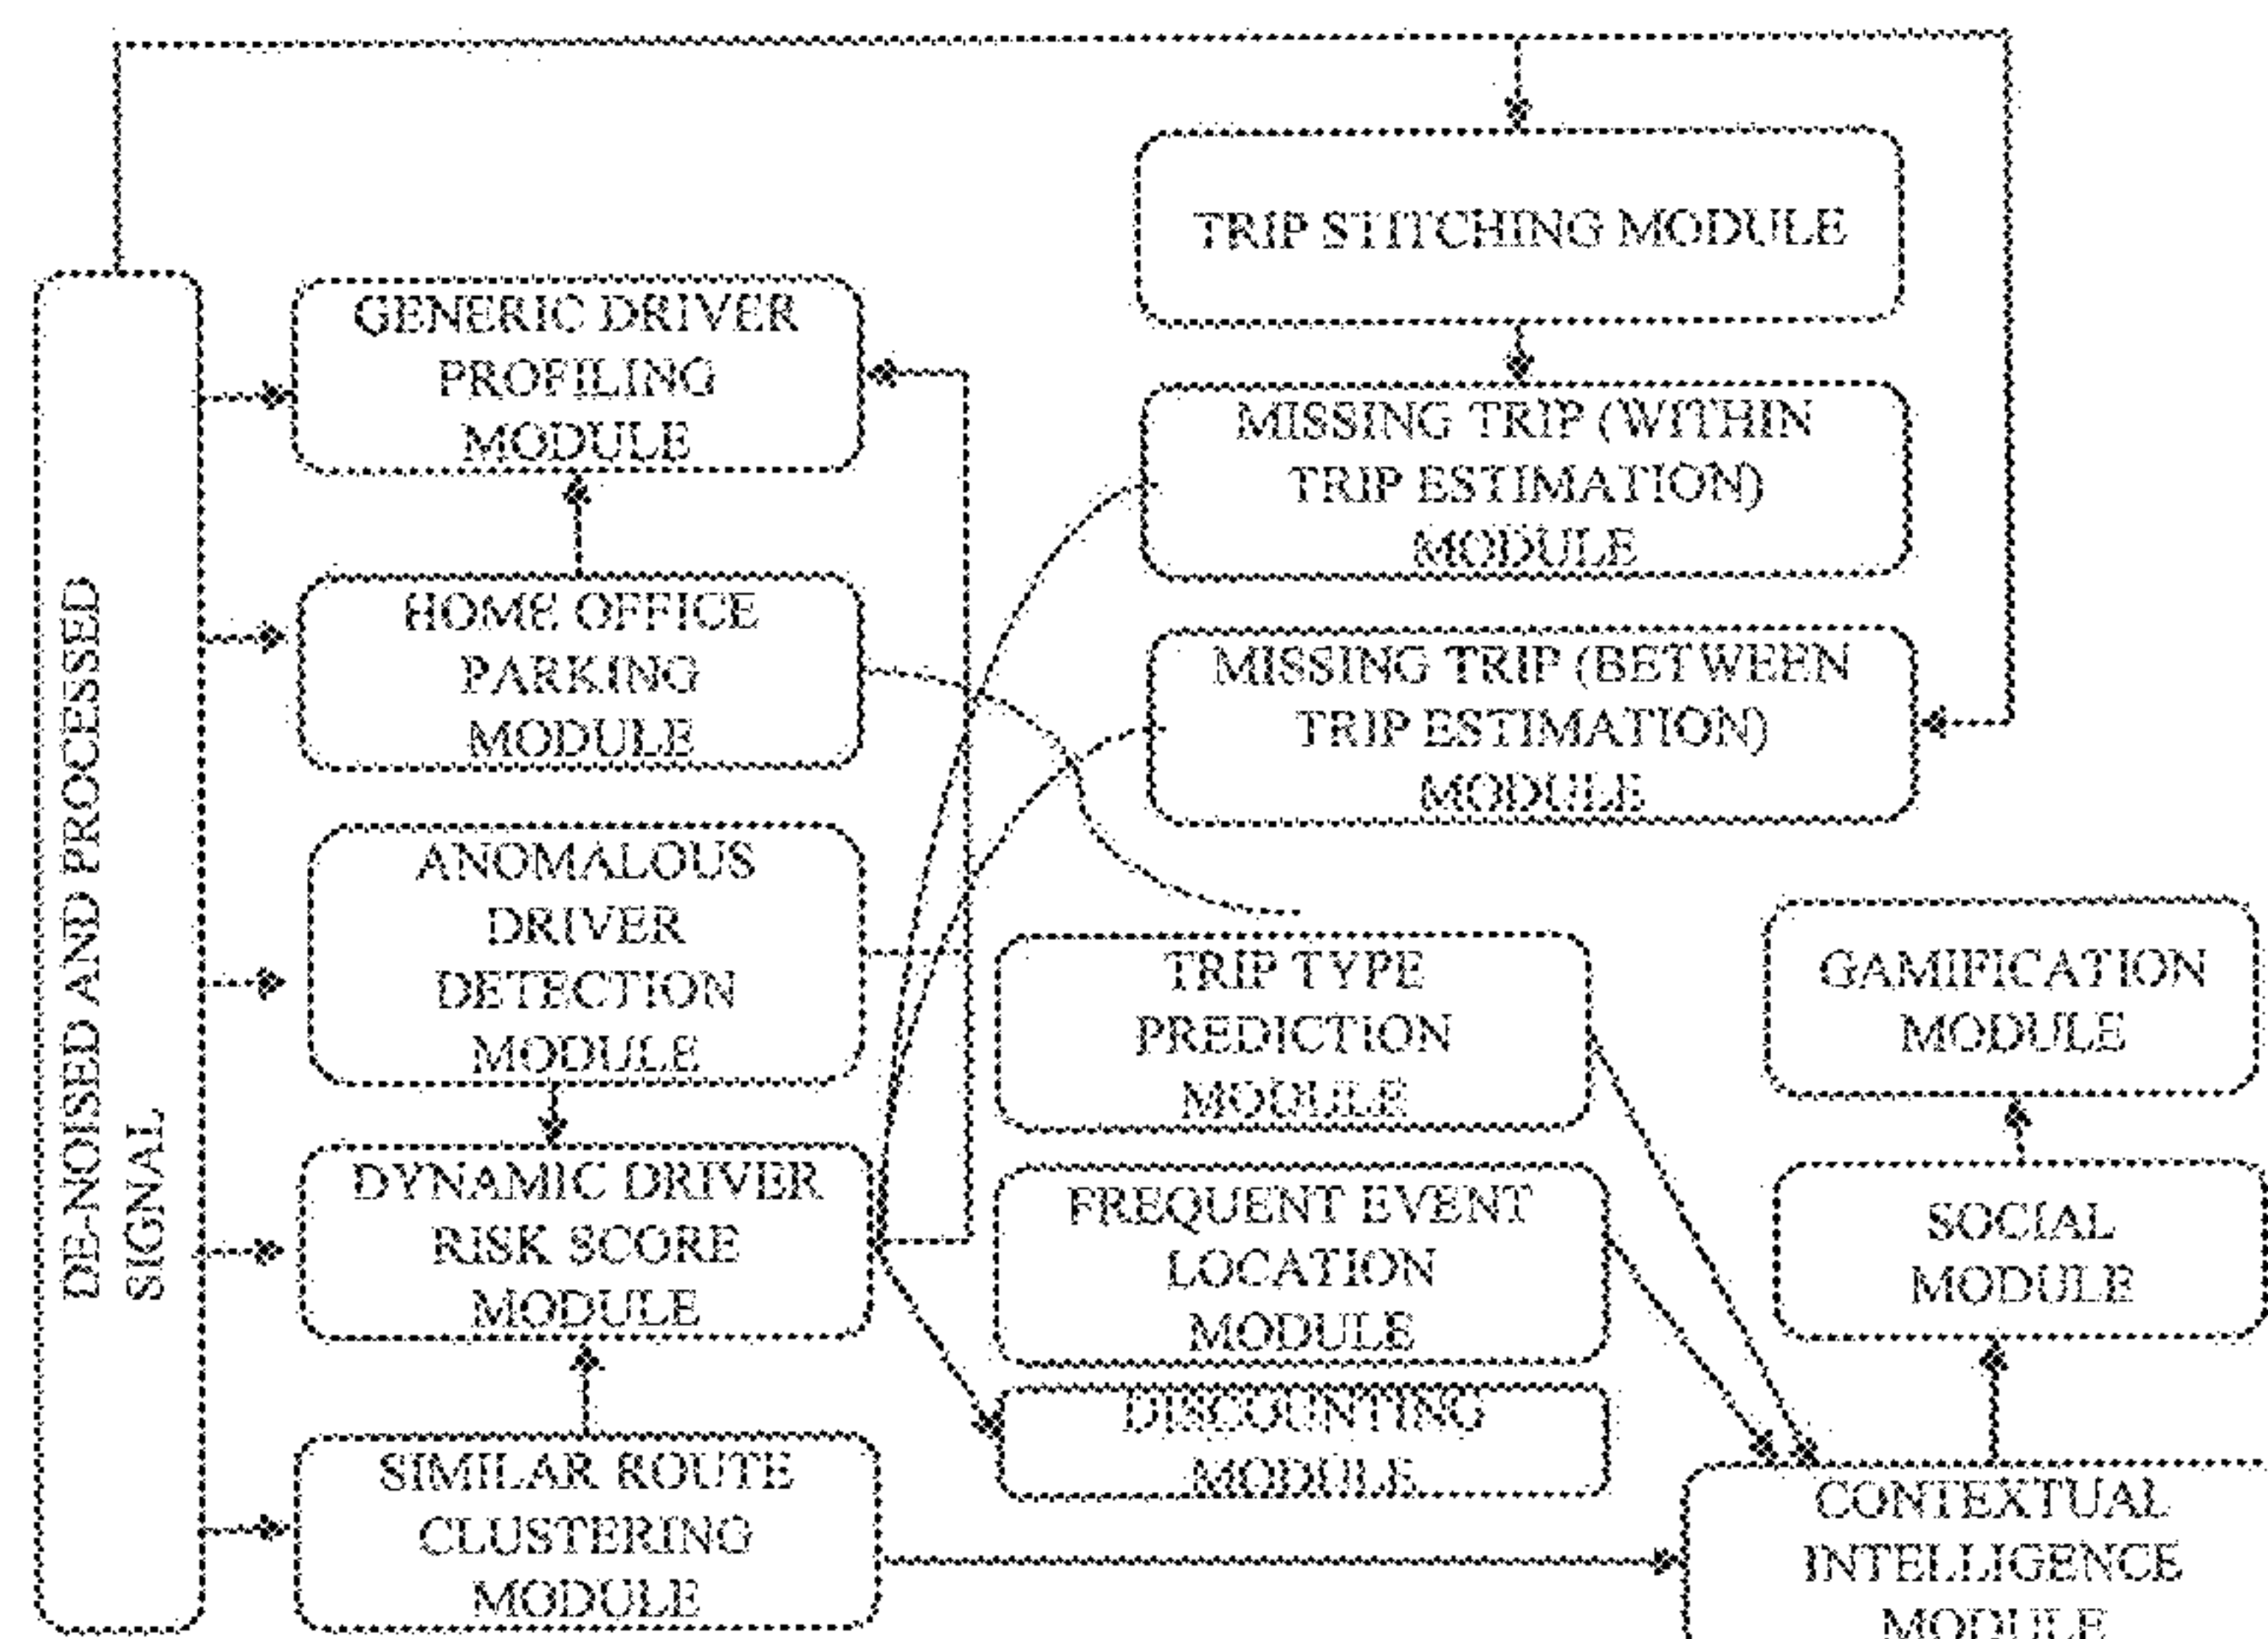 DE-NOISED AND PROCESSED
SIGNAL
GENERIC DRIVER
PROFILING
MODULE
HOME OFFICE
PARKING
MODULE
ANOMALOUS
DRIVER
DETECTION
MODULE
DYNAMIC DRIVER
RISK SCORE
MODULE
SIMILAR ROUTE
CLUSTERING
MODULE
TRIP STITCHING MODULE
MISSING TRIP (WITHIN
TRIP ESTIMATION)
MODULE
MISSING TRIP (BETWEEN
TRIP ESTIMATION)
MODULE
TRIP TYPE
PREDICTION
MODULE
FREQUENT EVENT
LOCATION
MODULE
DISCOUNTING
MODULE
GAMIFICATION
MODULE
SOCIAL
MODULE
CONTEXTUAL
INTELLIGENCE
MODULE